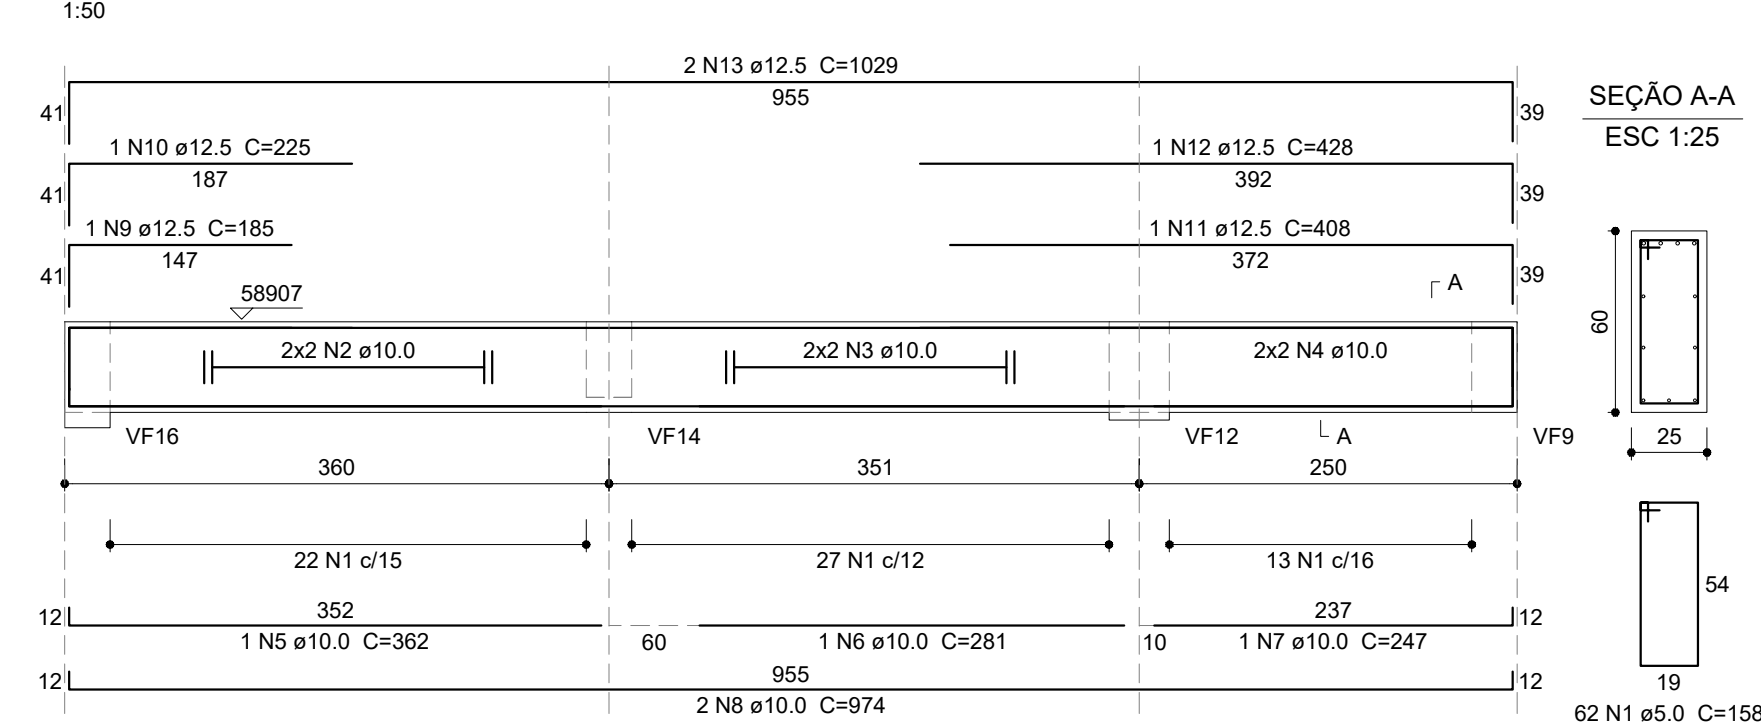 1:50
2 N13 ø12.5 C=1029
955
41
39
SEÇÃO A-A
ESC 1:25
1 N10 ø12.5 C=225
187
41
1 N12 ø12.5 C=428
392
39
1 N9 ø12.5 C=185
147
41
1 N11 ø12.5 C=408
372
39
A
58907
2x2 N2 ø10.0
2x2 N3 ø10.0
2x2 N4 ø10.0
60
VF16
VF14
VF12
A
VF9
25
360
351
250
22 N1 c/15
27 N1 c/12
13 N1 c/16
54
19
62 N1 ø5.0 C=158
12
352
1 N5 ø10.0 C=362
60
1 N6 ø10.0 C=281
10
237
1 N7 ø10.0 C=247
12
12
955
2 N8 ø10.0 C=974
12